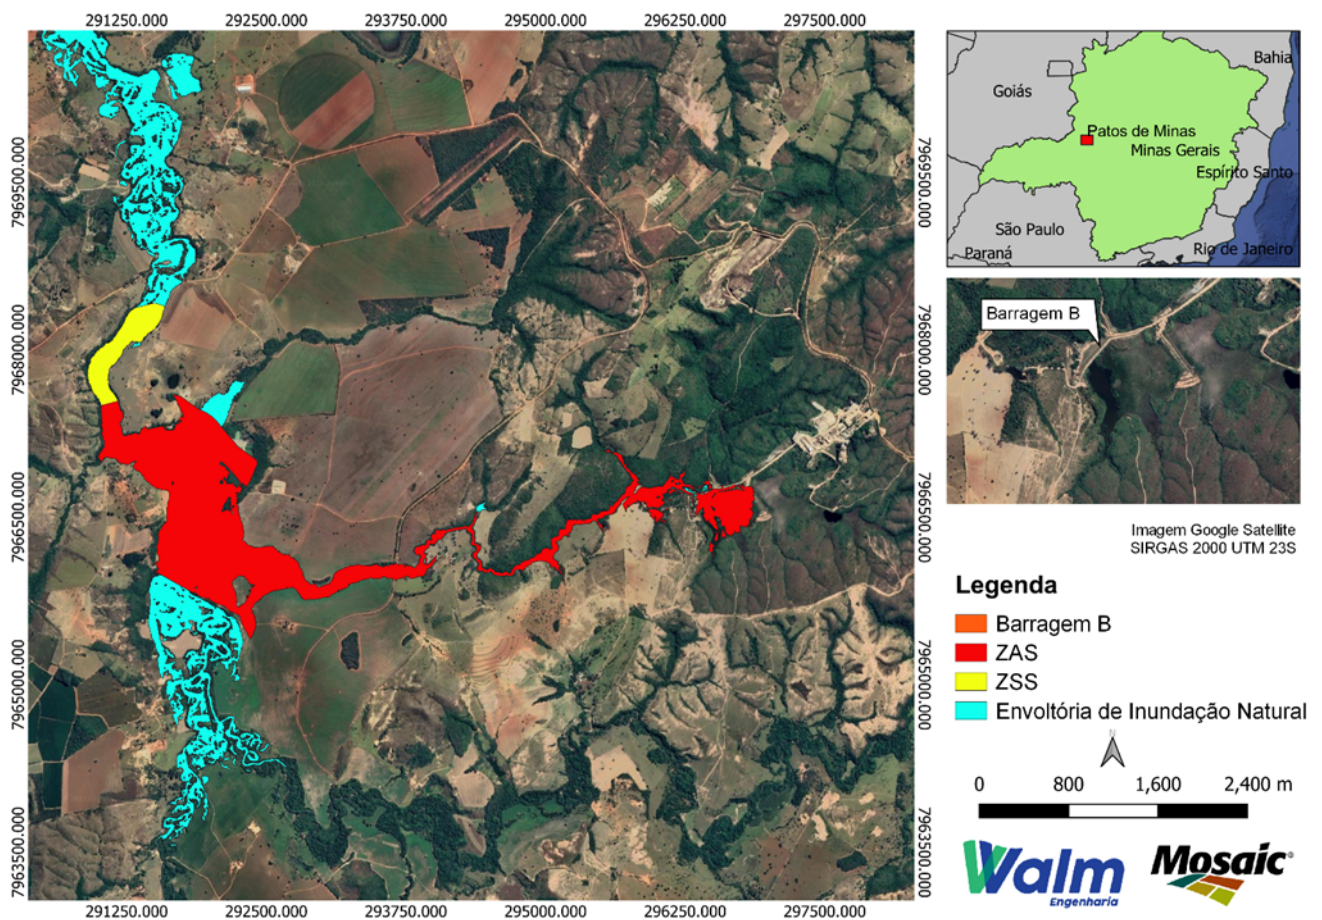 291250.000 292500.000 293750.000 295000.000 296250.000 297500.000
7969500.000
7968000.000
7966500.000
7965000.000
7963500.000
7969500.000
7968000.000
7966500.000
7965000.000
7963500.000
291250.000 292500.000 293750.000 295000.000 296250.000 297500.000
Bahia
Goiás
Patos de Minas
Minas Gerais
Espírito Santo
São Paulo
Rio de Janeiro
Paraná
Barragem B
Imagem Google Satellite
SIRGAS 2000 UTM 23S
Legenda
Barragem B
ZAS
ZSS
Envoltória de Inundação Natural
N
0 800 1,600 2,400 m
Walm
Engenharia
Mosaic®